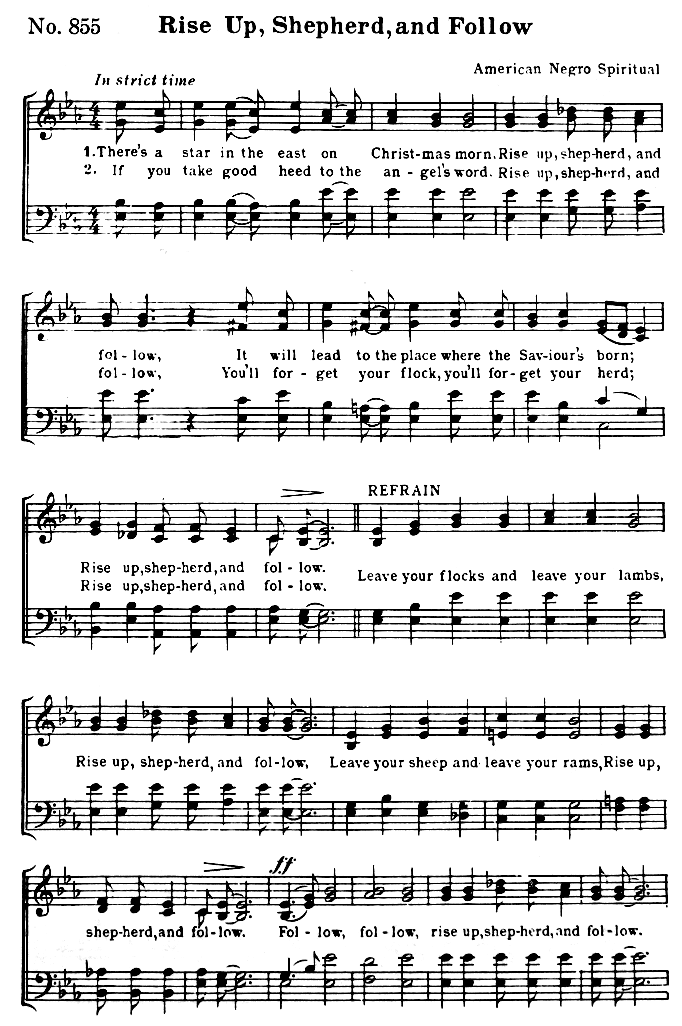 No. 855 Rise Up, Shepherd, and Follow
American Negro Spiritual
In strict time
1. There's a star in the east on Christ-mas morn. Rise up, shep-herd, and
2. If you take good heed to the an-gel's word. Rise up, shep-herd, and
fol-low, It will lead to the place where the Sav-iour's born;
fol-low, You'll for-get your flock, you'll for-get your herd;
Rise up, shep-herd, and fol-low.
Rise up, shep-herd, and fol-low.
REFRAIN
Leave your flocks and leave your lambs,
Rise up, shep-herd, and fol-low, Leave your sheep and leave your rams, Rise up,
ff
shep-herd, and fol-low. Fol-low, fol-low, rise up, shep-herd, and fol-low.